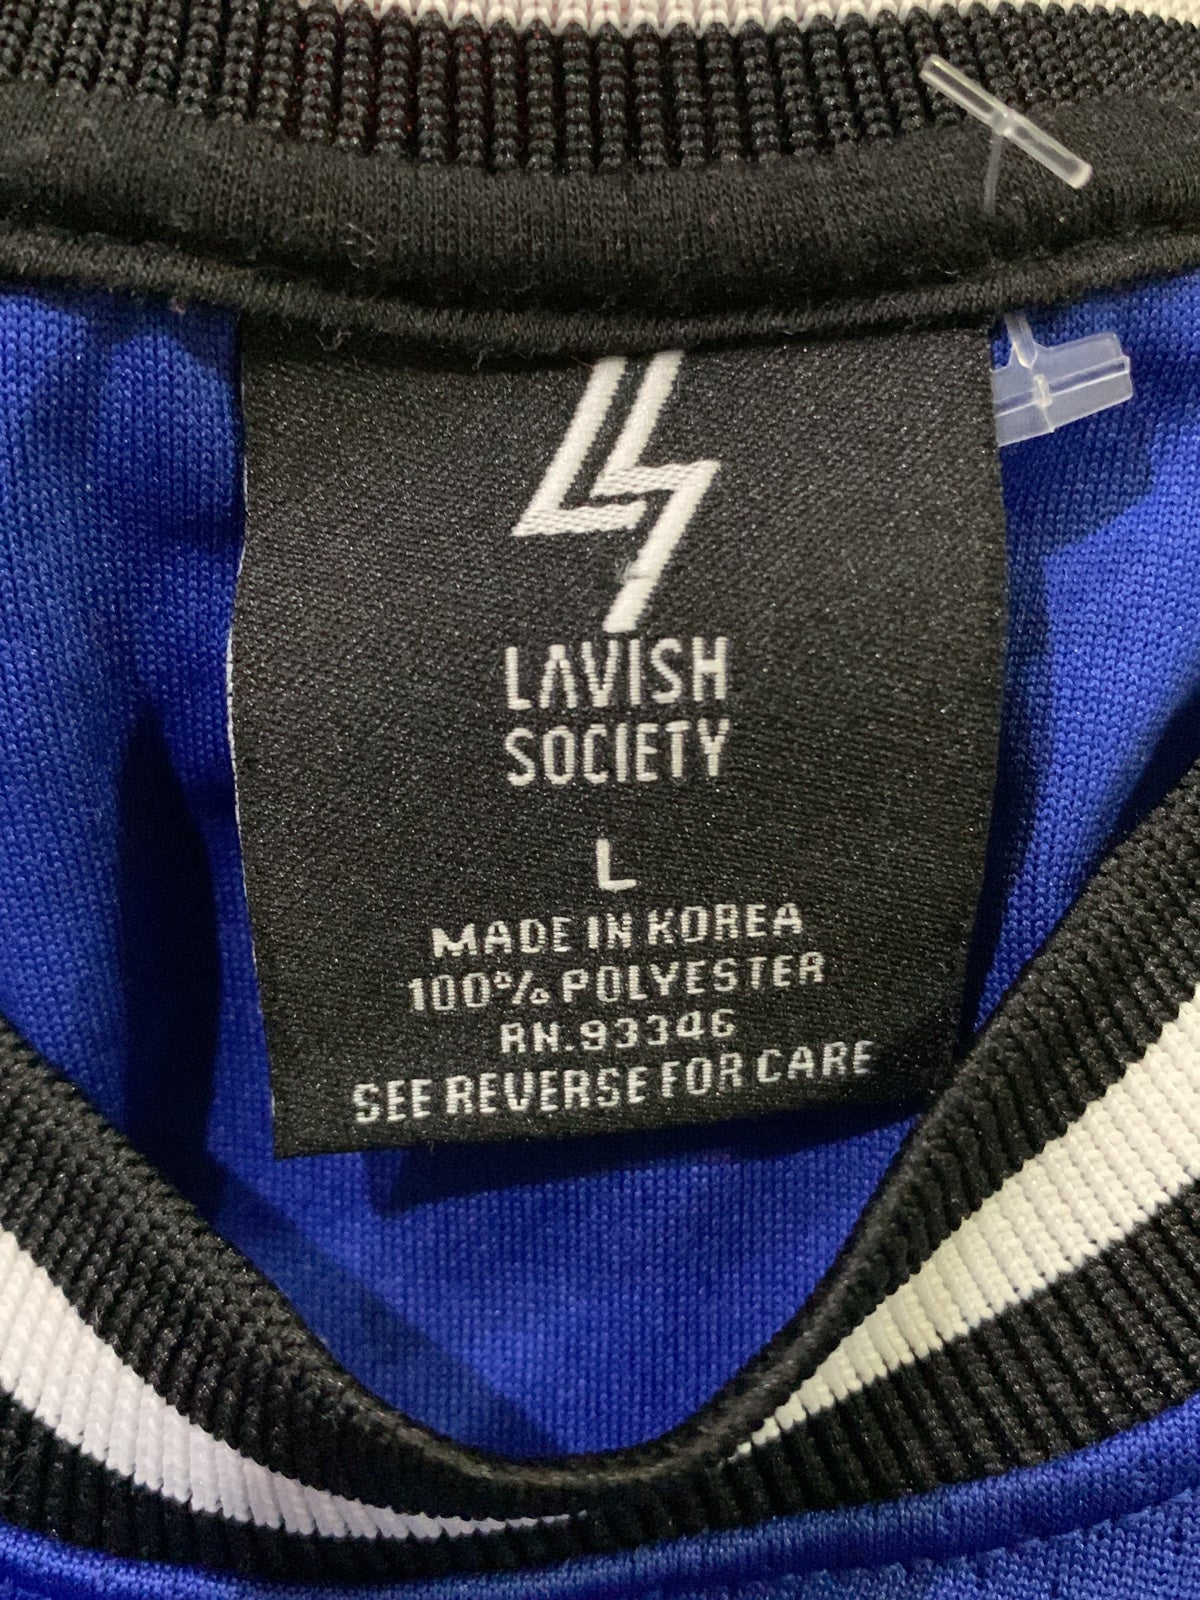 LAVISH
SOCIETY
L
MADE IN KOREA
100% POLYESTER
RN.93346
SEE REVERSE FOR CARE